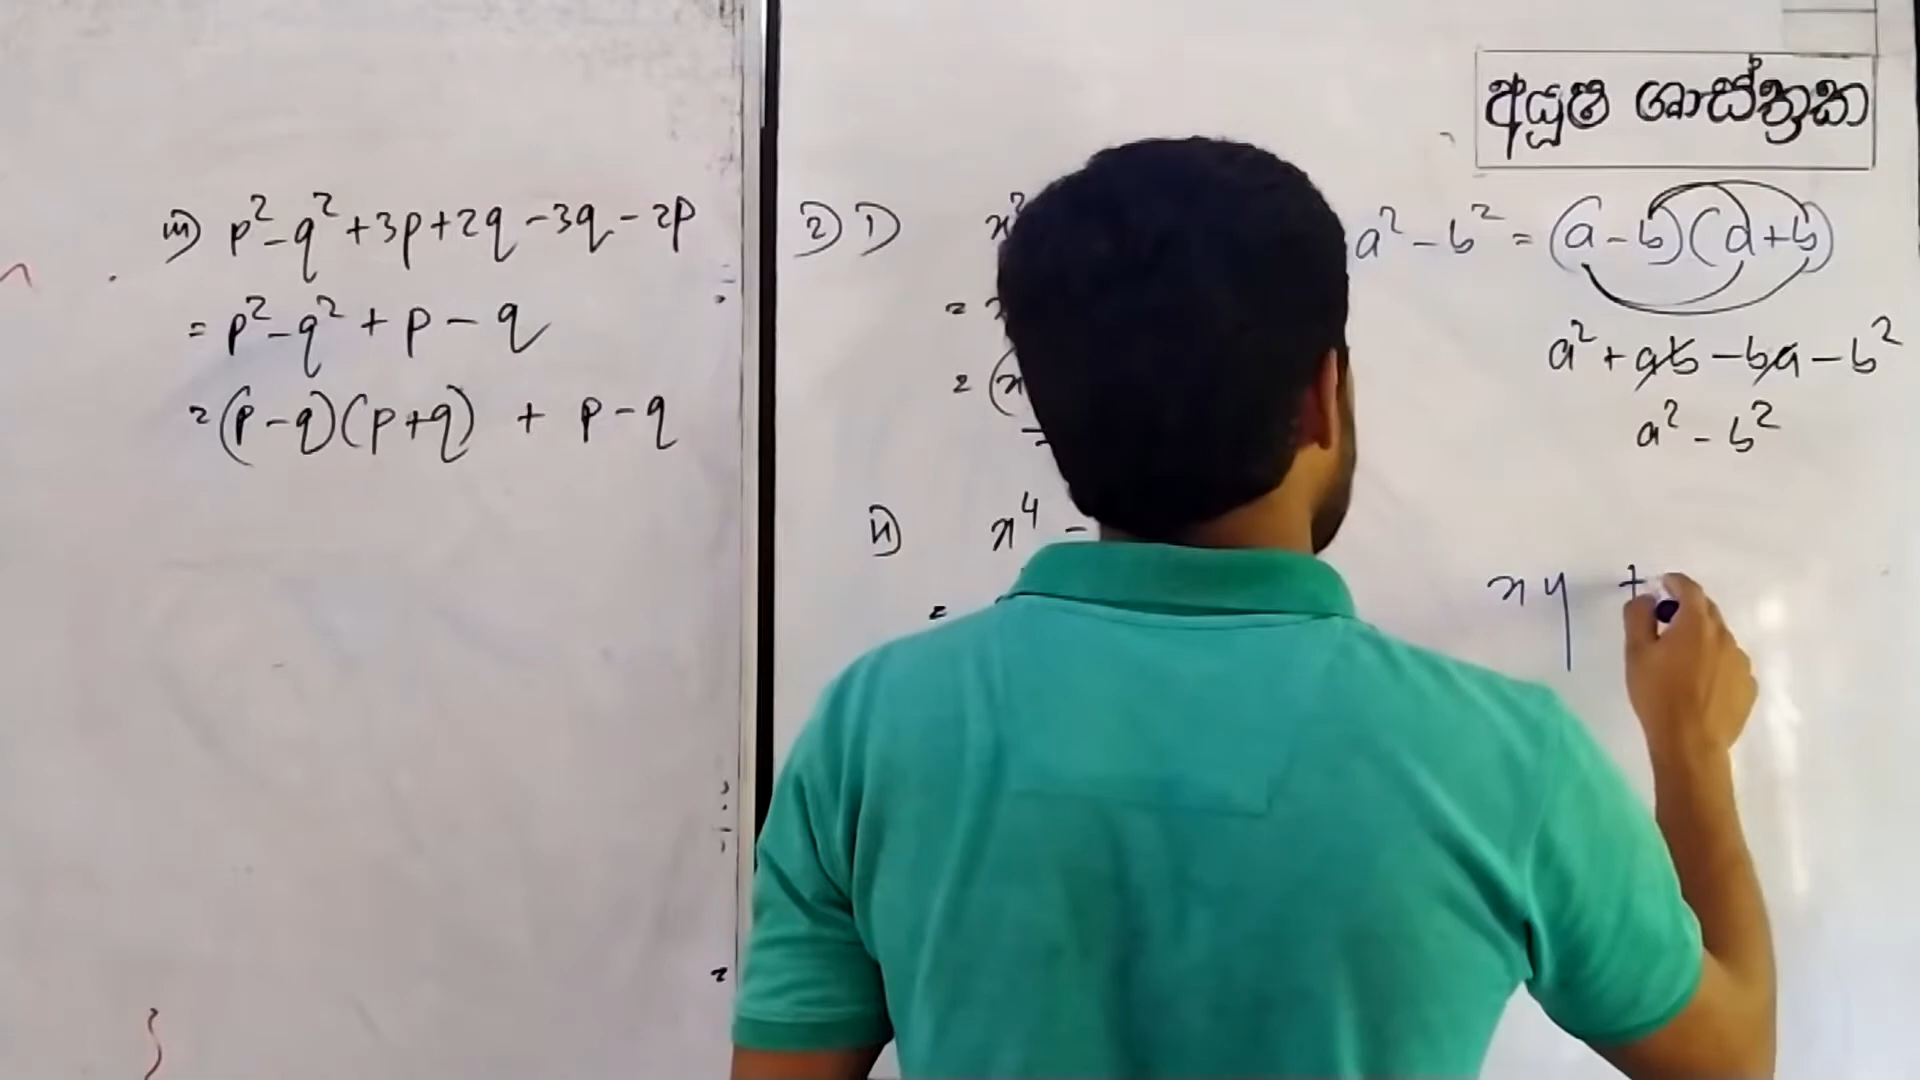 iii) p² - q² + 3p + 2q - 3q - 2p
= p² - q² + p - q
= (p - q)(p + q) + p - q
2) i)
ii) x⁴ -
අයුෂ ශාස්ත්‍රක
a² - b² = (a - b)(a + b)
a² + ab - ba - b²
a² - b²
xy +